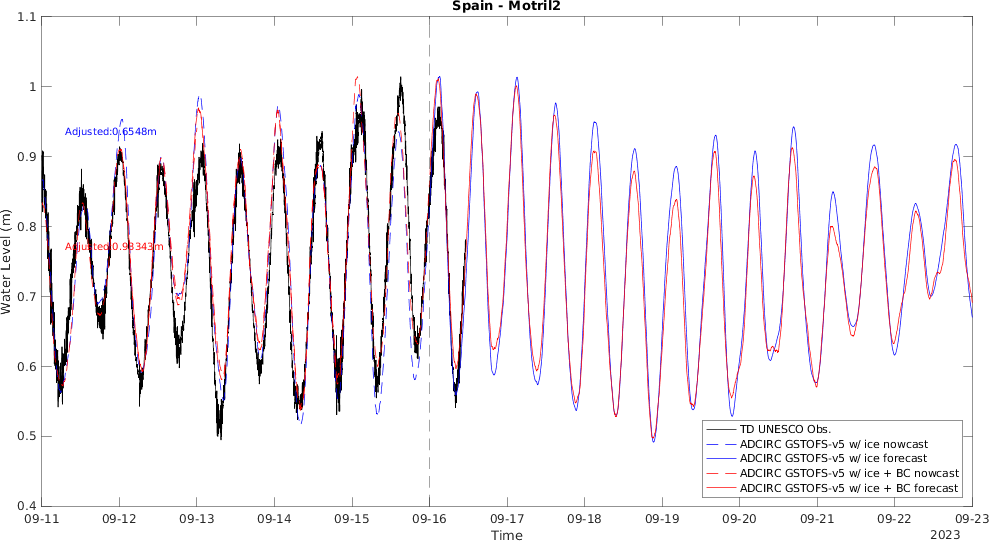 Spain - Motril2
1.1
1
0.9
0.8
0.7
0.6
0.5
0.4
Water Level (m)
Adjusted:0.6548m
Adjusted:0.93343m
TD UNESCO Obs.
ADCIRC GSTOFS-v5 w/ ice nowcast
ADCIRC GSTOFS-v5 w/ ice forecast
ADCIRC GSTOFS-v5 w/ ice + BC nowcast
ADCIRC GSTOFS-v5 w/ ice + BC forecast
09-11 09-12 09-13 09-14 09-15 09-16 09-17 09-18 09-19 09-20 09-21 09-22 09-23
Time
2023